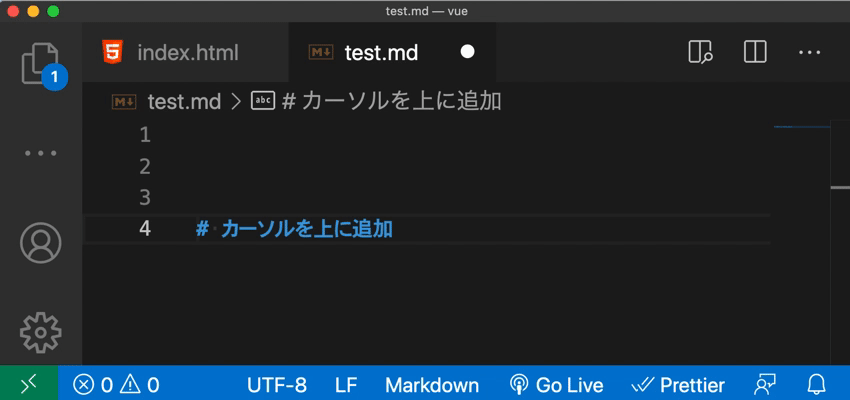 test.md — vue
index.html
test.md
test.md > # カーソルを上に追加
1
2
3
4 # カーソルを上に追加
1
0 0 UTF-8 LF Markdown Go Live Prettier